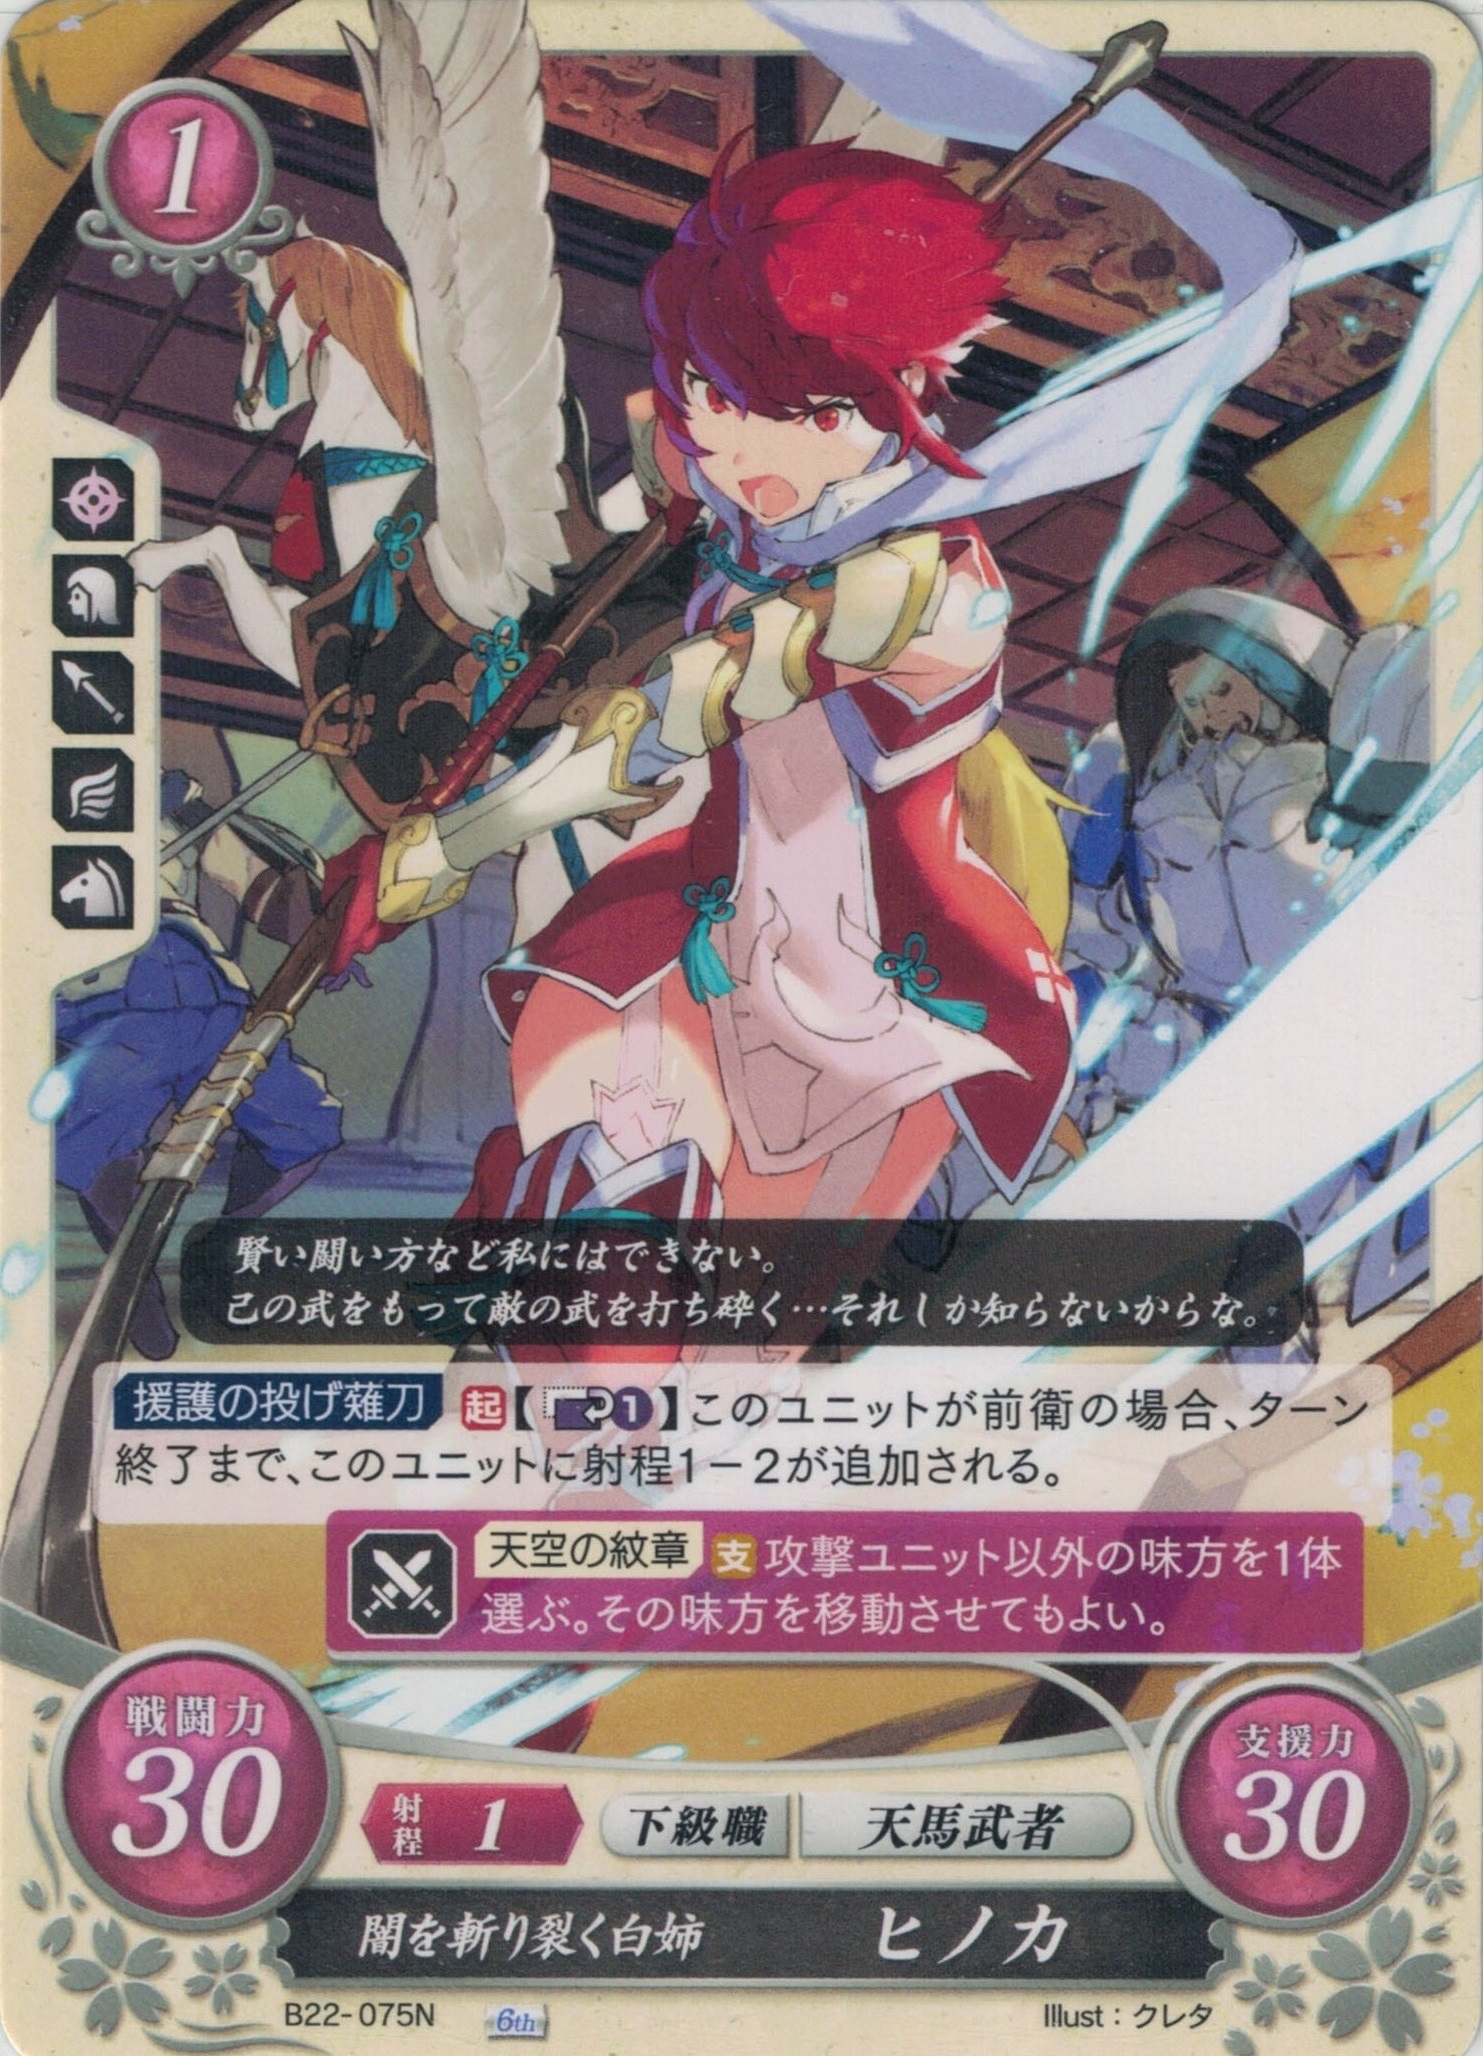 1
賢い闘い方など私にはできない。
己の武をもって敵の武を打ち砕く…それしか知らないからな。
援護の投げ薙刀 起【1】このユニットが前衛の場合、ターン
終了まで、このユニットに射程1－2が追加される。
天空の紋章 支 攻撃ユニット以外の味方を1体
選ぶ。その味方を移動させてもよい。
戦闘力
30
射程 1
下級職 天馬武者
支援力
30
闇を斬り裂く白姉 ヒノカ
B22-075N 6th Illust：クレタ